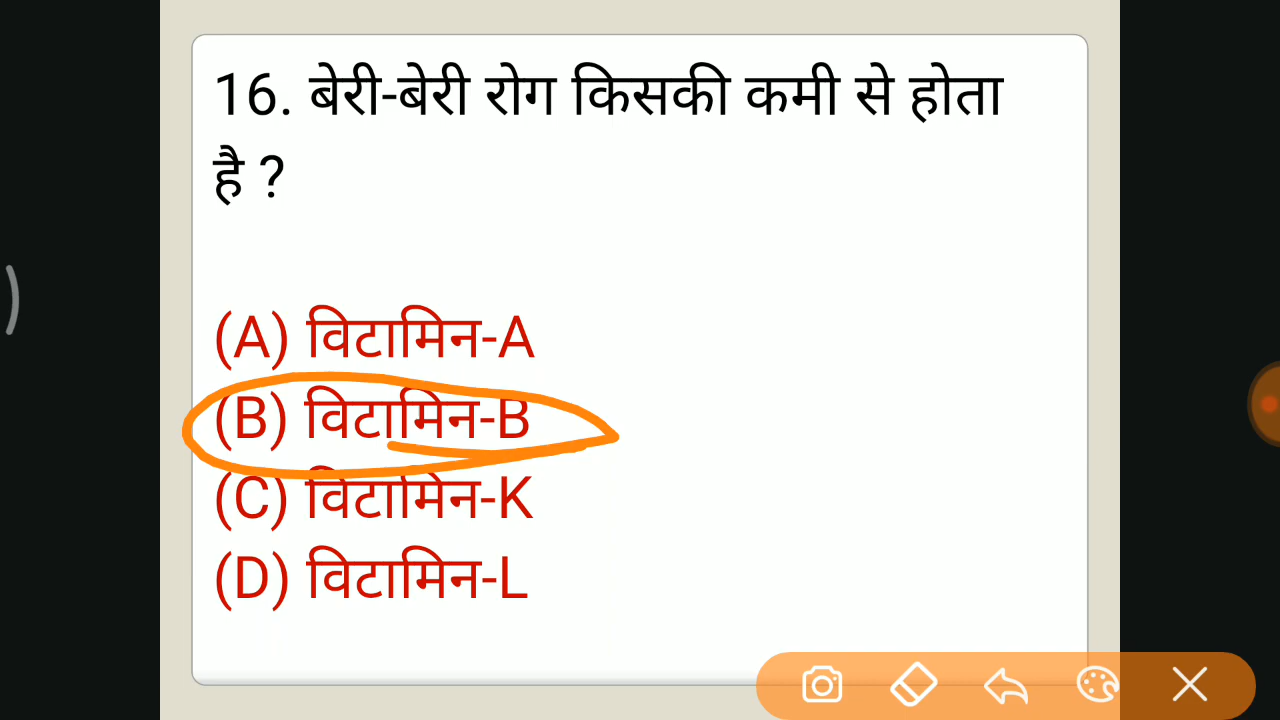 16. बेरी-बेरी रोग किसकी कमी से होता
है ?
(A) विटामिन-A
(B) विटामिन-B
(C) विटामिन-K
(D) विटामिन-L